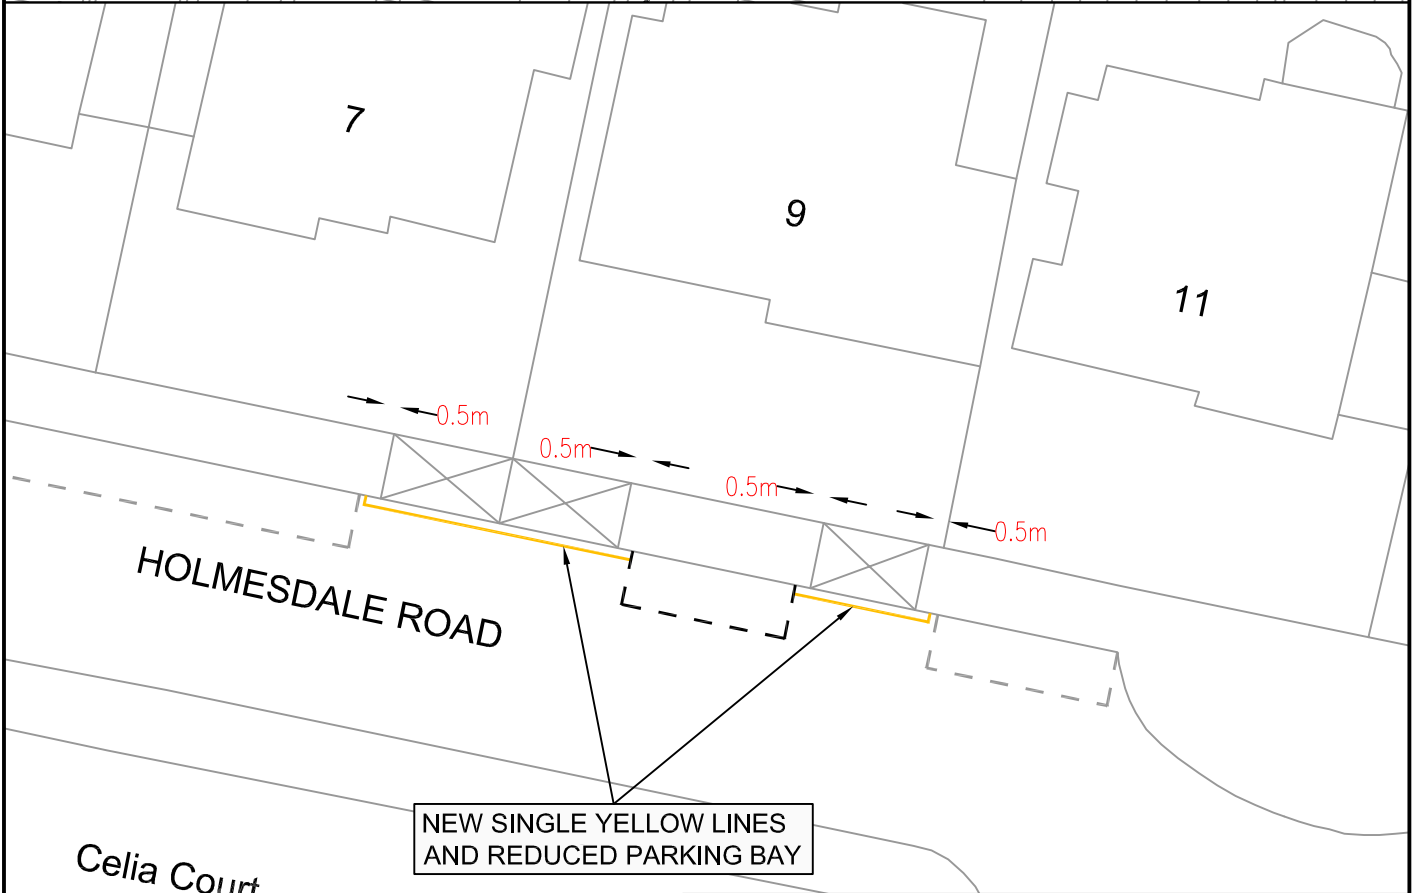 7
9
11
0.5m
0.5m
0.5m
0.5m
HOLMESDALE ROAD
NEW SINGLE YELLOW LINES
AND REDUCED PARKING BAY
Celia Court